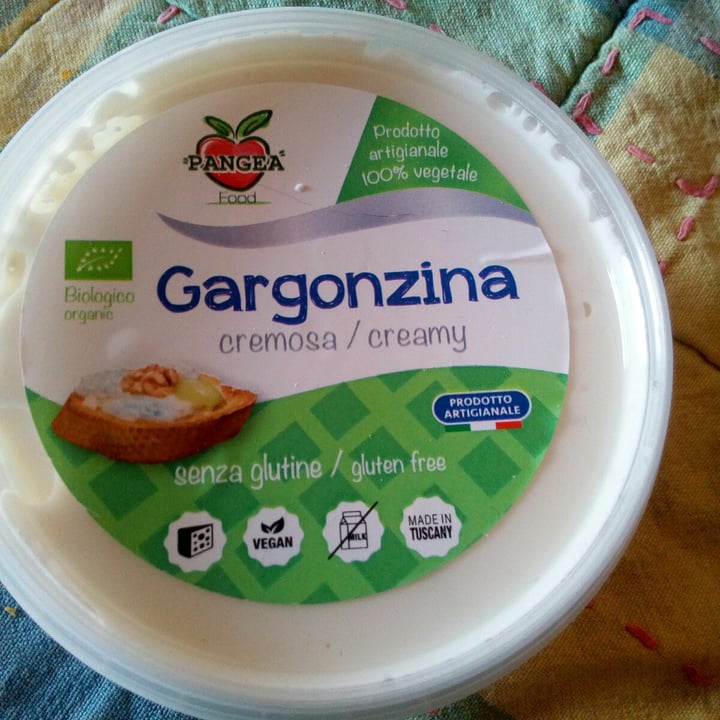 PANGEA
Food
Prodotto
artigianale
100% vegetale
Biologico
organic
Gargonzina
cremosa / creamy
PRODOTTO
ARTIGIANALE
senza glutine / gluten free
VEGAN
MILK
MADE IN
TUSCANY